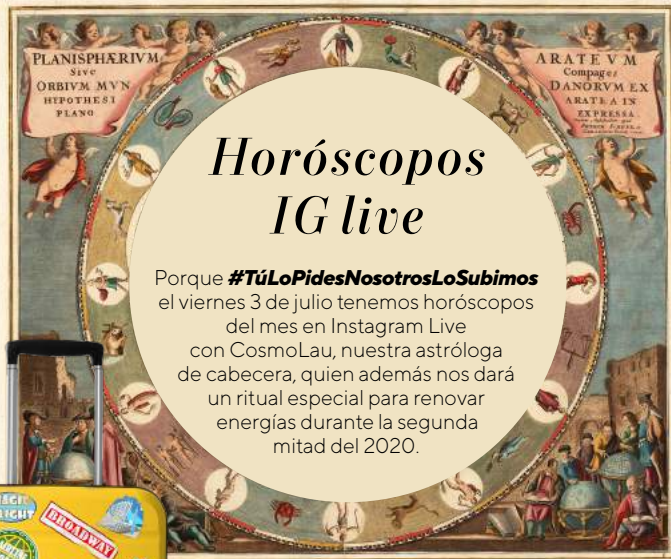 PLANISPHÆRIVM
Sive
ORBIVM MVN
HIPOTHESI
PLANO
ARATEVM
Compages
DANORVM EX
ARATEA IN
EXPRESSA.
Horóscopos
IG live
Porque #TúLoPidesNosotrosLoSubimos
el viernes 3 de julio tenemos horóscopos
del mes en Instagram Live
con CosmoLau, nuestra astróloga
de cabecera, quien además nos dará
un ritual especial para renovar
energías durante la segunda
mitad del 2020.
BROADWAY